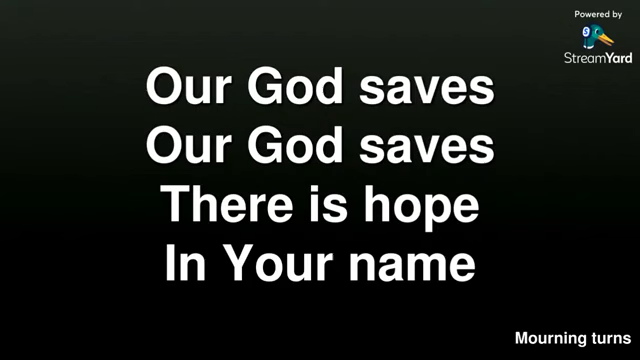 Powered by
StreamYard
Our God saves
Our God saves
There is hope
In Your name
Mourning turns